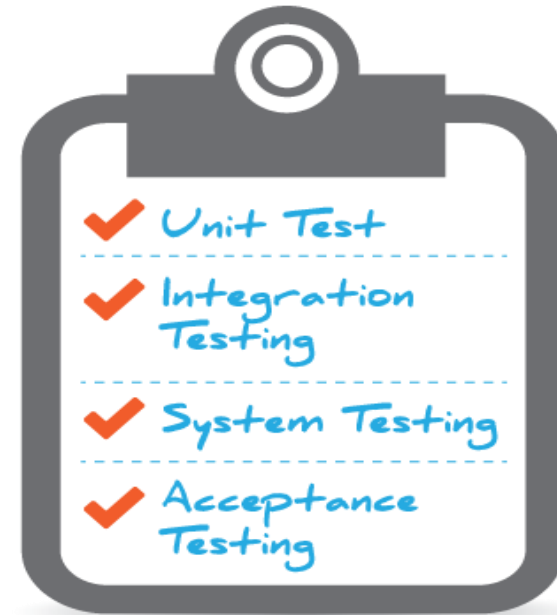 Unit Test
Integration
Testing
System Testing
Acceptance
Testing